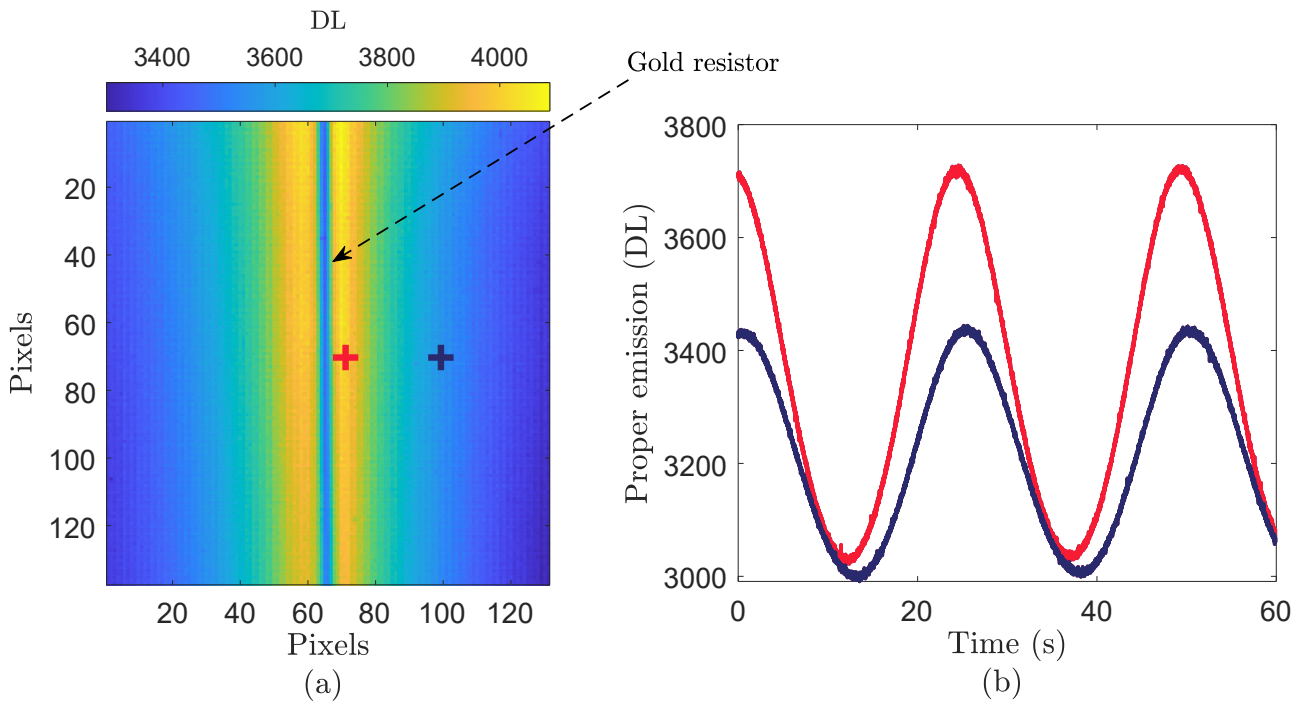 DL
3400 3600 3800 4000
Gold resistor
20
40
60
80
100
120
Pixels
20 40 60 80 100 120
Pixels
(a)
3800
3600
3400
3200
3000
Proper emission (DL)
0 20 40 60
Time (s)
(b)